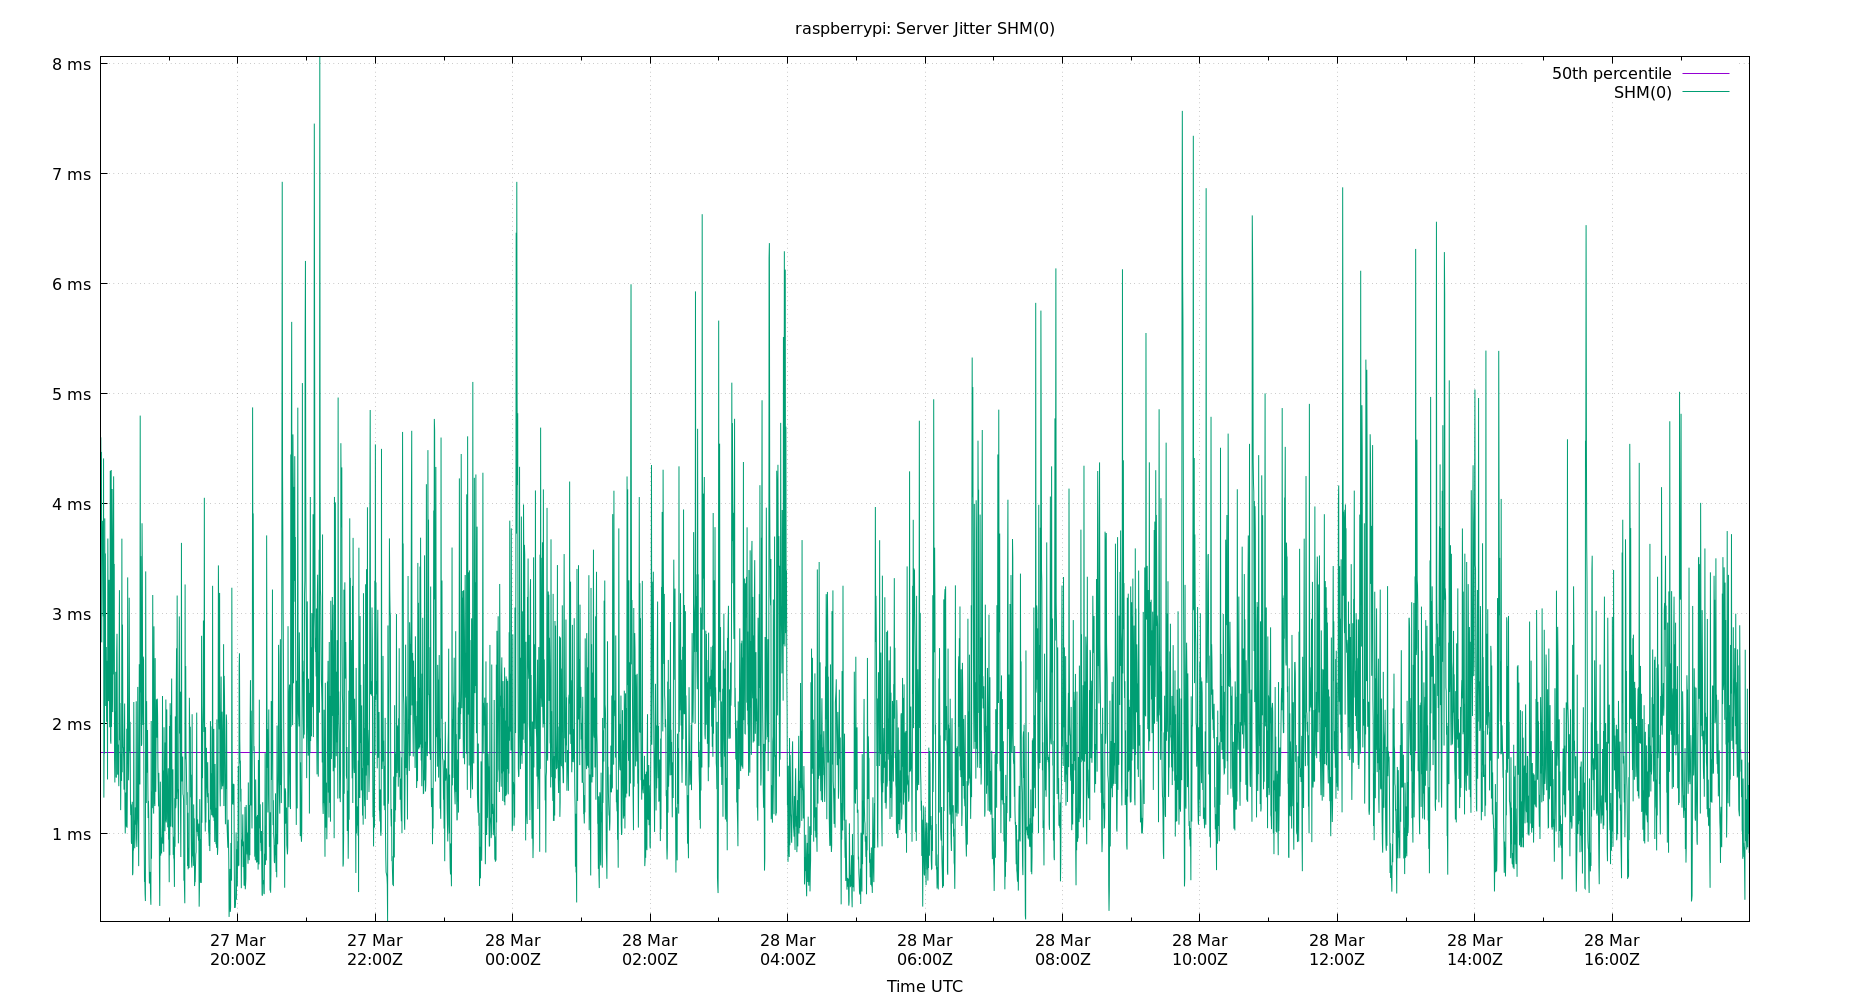 raspberrypi: Server Jitter SHM(0)
8 ms
7 ms
6 ms
5 ms
4 ms
3 ms
2 ms
1 ms
50th percentile
SHM(0)
27 Mar 27 Mar 28 Mar 28 Mar 28 Mar 28 Mar 28 Mar 28 Mar 28 Mar 28 Mar 28 Mar
20:00Z 22:00Z 00:00Z 02:00Z 04:00Z 06:00Z 08:00Z 10:00Z 12:00Z 14:00Z 16:00Z
Time UTC